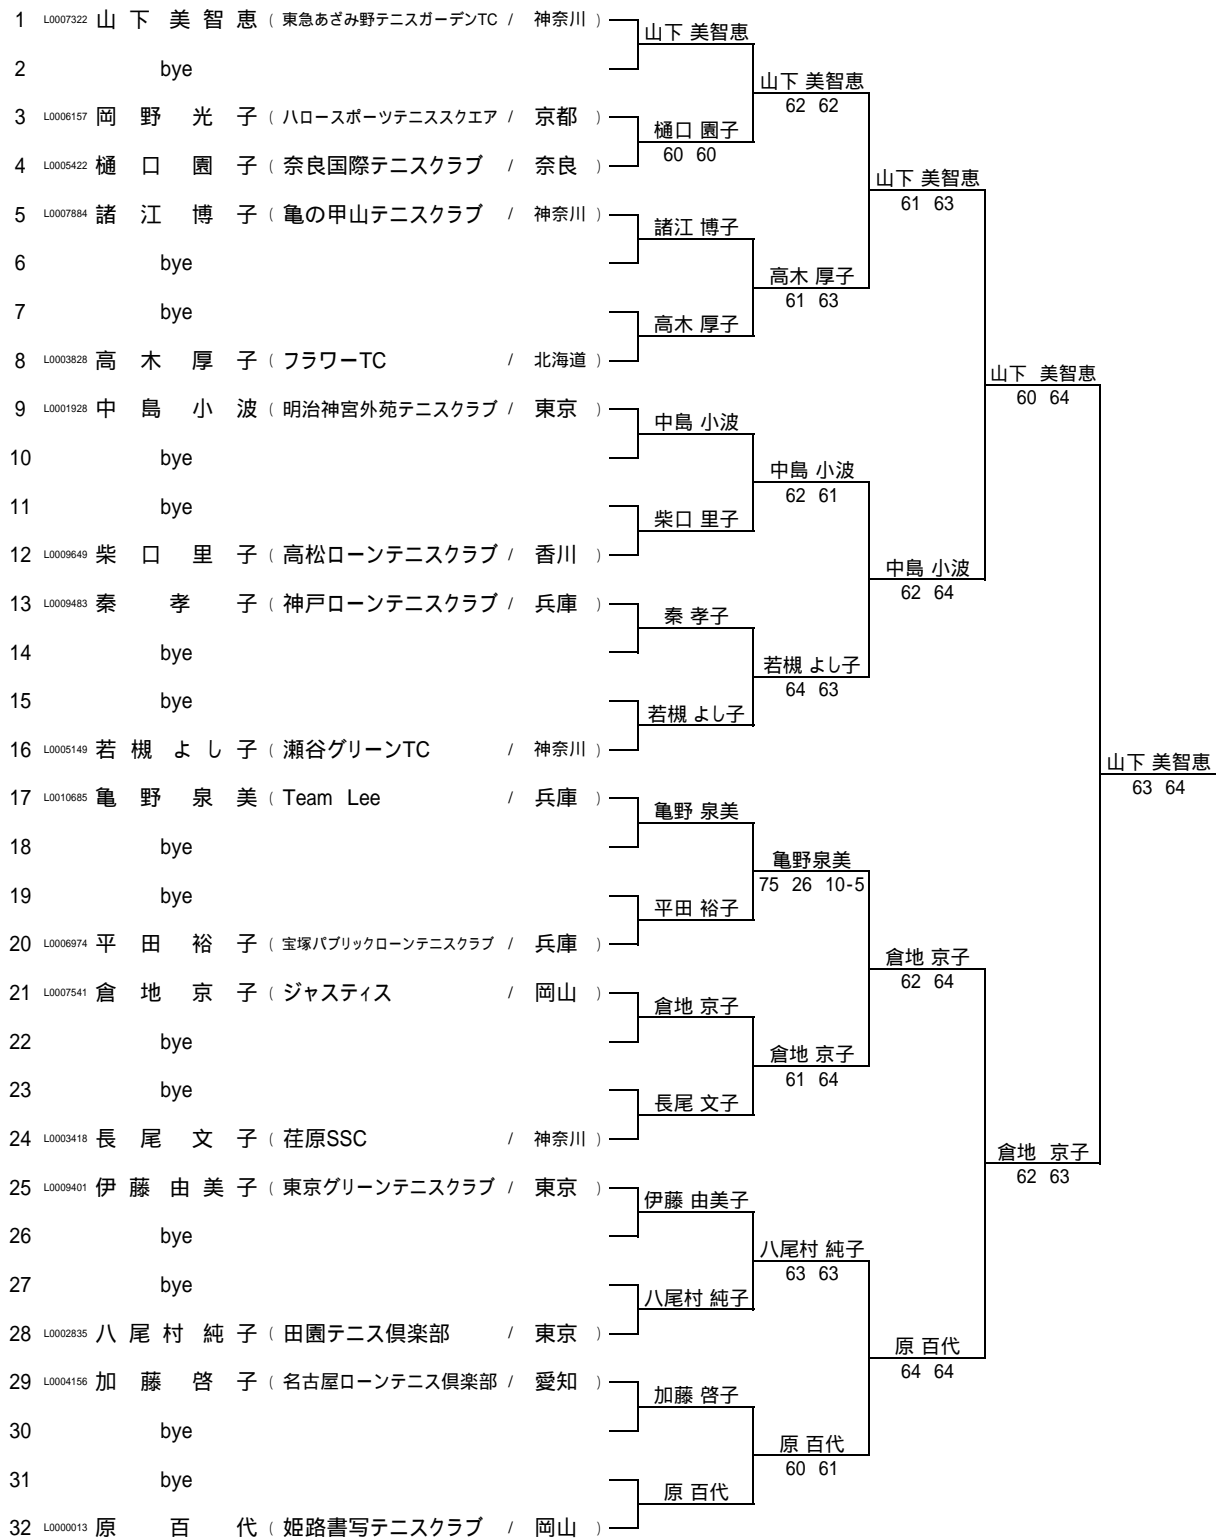 1 L0007322 山下 美智恵 ( 東急あざみ野テニスガーデンTC / 神奈川 )
山下 美智恵
2 bye
山下 美智恵
62 62
3 L0006157 岡野 光子 ( ハロースポーツテニススクエア / 京都 )
樋口 園子
60 60
4 L0005422 樋口 園子 ( 奈良国際テニスクラブ / 奈良 )
山下 美智恵
61 63
5 L0007884 諸江 博子 ( 亀の甲山テニスクラブ / 神奈川 )
諸江 博子
6 bye
高木 厚子
61 63
7 bye
高木 厚子
8 L0003828 高木 厚子 ( フラワーTC / 北海道 )
山下 美智恵
60 64
9 L0001928 中島 小波 ( 明治神宮外苑テニスクラブ / 東京 )
中島 小波
10 bye
中島 小波
62 61
11 bye
柴口 里子
12 L0009649 柴口 里子 ( 高松ローンテニスクラブ / 香川 )
中島 小波
62 64
13 L0009483 秦 孝子 ( 神戸ローンテニスクラブ / 兵庫 )
秦 孝子
14 bye
若槻 よし子
64 63
15 bye
若槻 よし子
16 L0005149 若槻 よし子 ( 瀬谷グリーンTC / 神奈川 )
山下 美智恵
63 64
17 L0010685 亀野 泉美 ( Team Lee / 兵庫 )
亀野 泉美
18 bye
亀野泉美
75 26 10-5
19 bye
平田 裕子
20 L0006974 平田 裕子 ( 宝塚パブリックローンテニスクラブ / 兵庫 )
倉地 京子
62 64
21 L0007541 倉地 京子 ( ジャスティス / 岡山 )
倉地 京子
22 bye
倉地 京子
61 64
23 bye
長尾 文子
24 L0003418 長尾 文子 ( 荏原SSC / 神奈川 )
倉地 京子
62 63
25 L0009401 伊藤 由美子 ( 東京グリーンテニスクラブ / 東京 )
伊藤 由美子
26 bye
八尾村 純子
63 63
27 bye
八尾村 純子
28 L0002835 八尾村 純子 ( 田園テニス倶楽部 / 東京 )
原 百代
64 64
29 L0004156 加藤 啓子 ( 名古屋ローンテニス倶楽部 / 愛知 )
加藤 啓子
30 bye
原 百代
60 61
31 bye
原 百代
32 L0000013 原 百代 ( 姫路書写テニスクラブ / 岡山 )